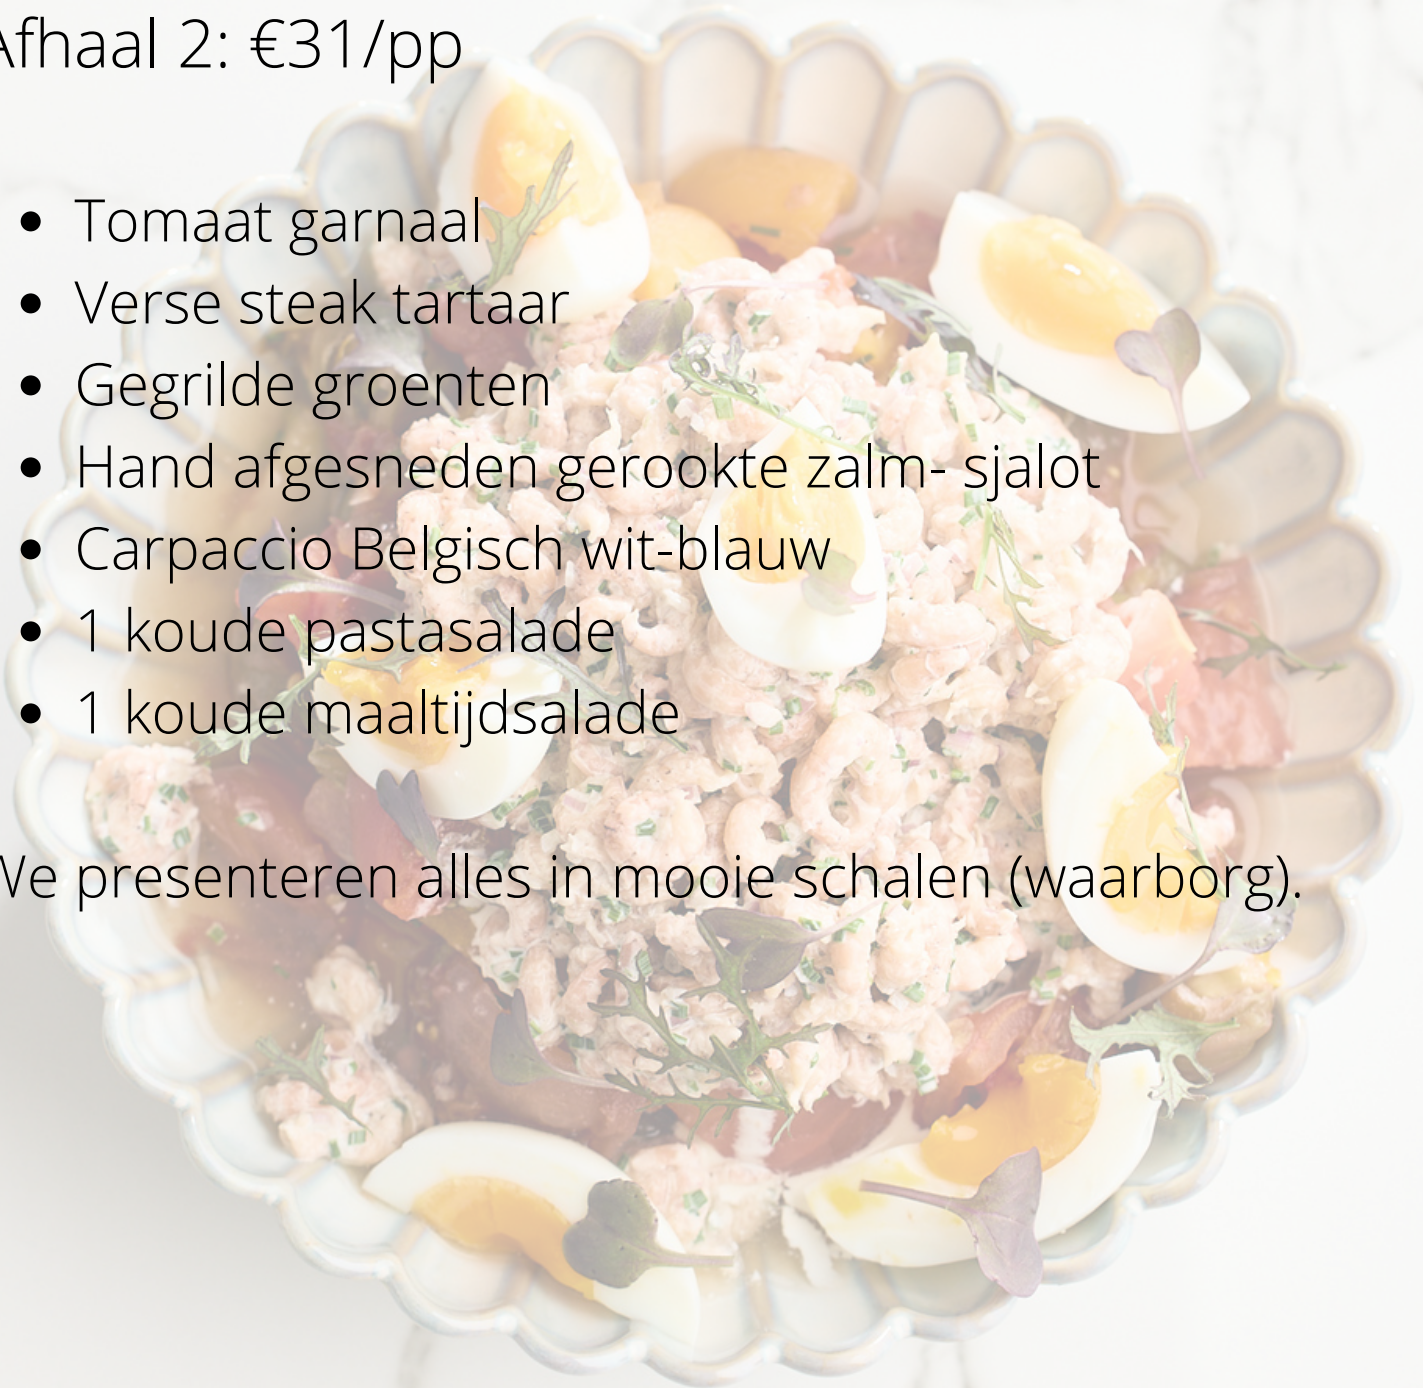 Afhaal 2: €31/pp
• Tomaat garnaal
• Verse steak tartaar
• Gegrilde groenten
• Hand afgesneden gerookte zalm- sjalot
• Carpaccio Belgisch wit-blauw
• 1 koude pastasalade
• 1 koude maaltijdsalade
We presenteren alles in mooie schalen (waarborg).